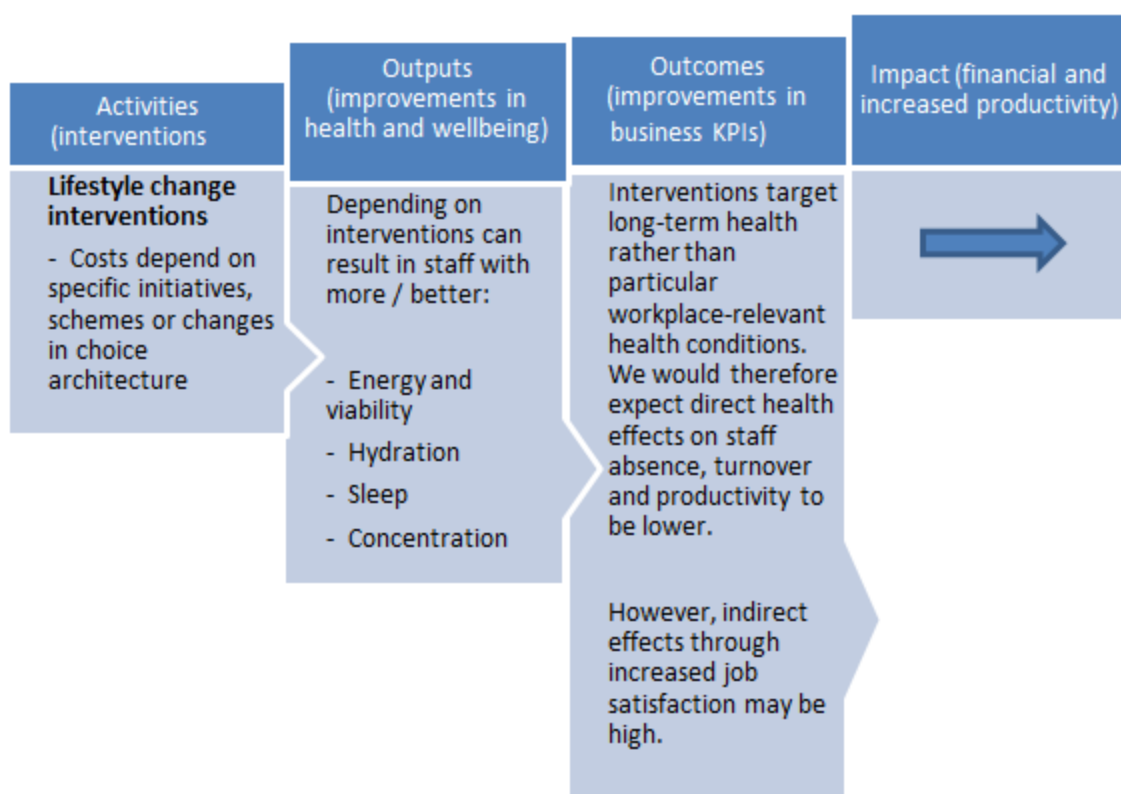 Activities
(interventions
Lifestyle change
interventions
- Costs depend on
specific initiatives,
schemes or changes
in choice
architecture
Outputs
(improvements in
health and wellbeing)
Depending on
interventions can
result in staff with
more / better:
- Energy and
viability
- Hydration
- Sleep
- Concentration
Outcomes
(improvements in
business KPIs)
Interventions target
long-term health
rather than
particular
workplace-relevant
health conditions.
We would therefore
expect direct health
effects on staff
absence, turnover
and productivity to
be lower.
However, indirect
effects through
increased job
satisfaction may be
high.
Impact (financial and
increased productivity)